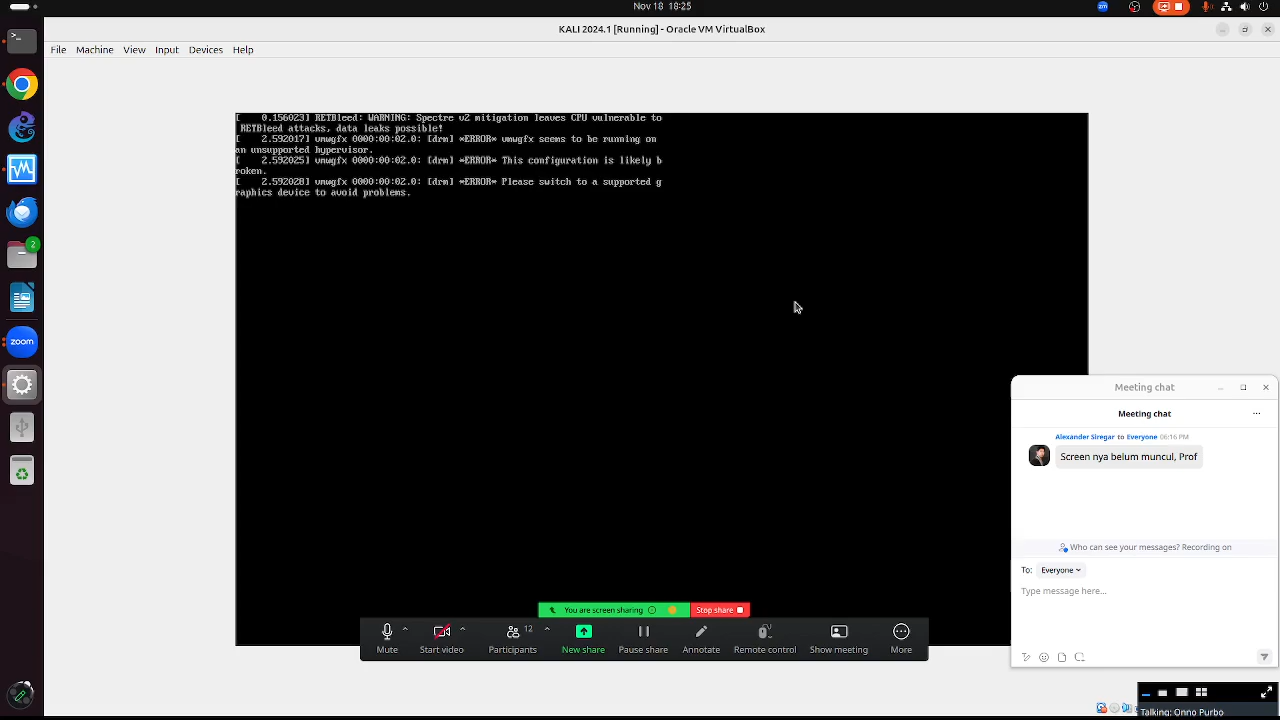 Nov 18 18:25
zm
KALI 2024.1 [Running] - Oracle VM VirtualBox
File Machine View Input Devices Help
[    0.156023] RETBleed: WARNING: Spectre v2 mitigation leaves CPU vulnerable to
 RETBleed attacks, data leaks possible!
[    2.592017] vmwgfx 0000:00:02.0: [drm] *ERROR* vmwgfx seems to be running on
an unsupported hypervisor.
[    2.592025] vmwgfx 0000:00:02.0: [drm] *ERROR* This configuration is likely b
roken.
[    2.592028] vmwgfx 0000:00:02.0: [drm] *ERROR* Please switch to a supported g
raphics device to avoid problems.
2
zoom
Meeting chat
Meeting chat
Alexander Siregar to Everyone 06:16 PM
Screen nya belum muncul, Prof
Who can see your messages? Recording on
To: Everyone
Type message here...
You are screen sharing
Stop share
12
Mute Start video Participants New share Pause share Annotate Remote control Show meeting More
Talking: Onno Purbo